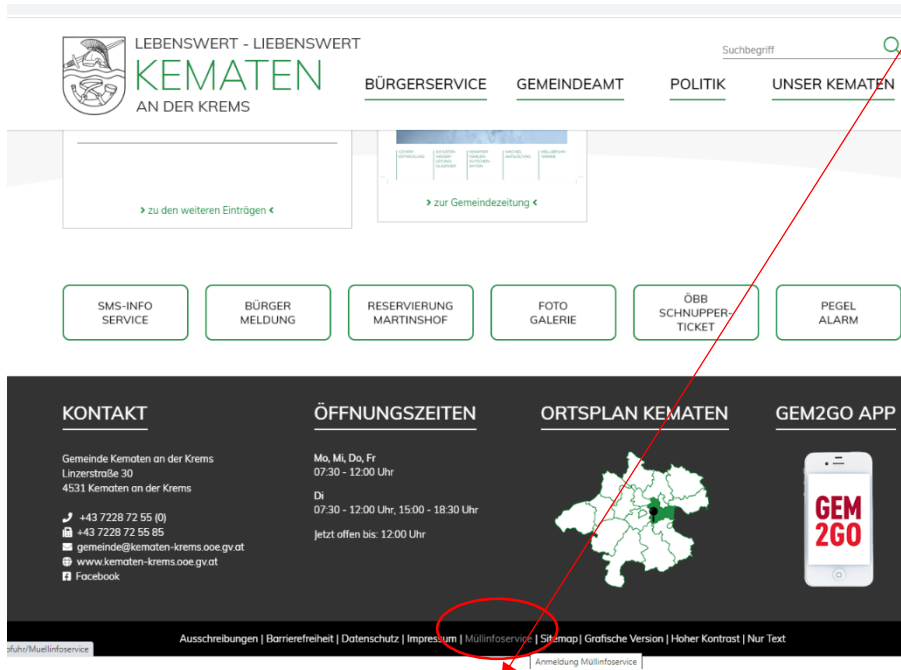 LEBENSWERT - LIEBENSWERT
KEMATEN
AN DER KREMS
Suchbegriff
BÜRGERSERVICE
GEMEINDEAMT
POLITIK
UNSER KEMATEN
› zu den weiteren Einträgen ‹
› zur Gemeindezeitung ‹
SMS-INFO
SERVICE
BÜRGER
MELDUNG
RESERVIERUNG
MARTINSHOF
FOTO
GALERIE
ÖBB
SCHNUPPER-
TICKET
PEGEL
ALARM
KONTAKT
Gemeinde Kematen an der Krems
Linzerstraße 30
4531 Kematen an der Krems
+43 7228 72 55 (0)
+43 7228 72 55 85
gemeinde@kematen-krems.ooe.gv.at
www.kematen-krems.ooe.gv.at
Facebook
ÖFFNUNGSZEITEN
Mo, Mi, Do, Fr
07:30 - 12:00 Uhr
Di
07:30 - 12:00 Uhr, 15:00 - 18:30 Uhr
Jetzt offen bis: 12:00 Uhr
ORTSPLAN KEMATEN
GEM2GO APP
GEM
2GO
Ausschreibungen | Barrierefreiheit | Datenschutz | Impressum | Müllinfoservice | Sitemap | Grafische Version | Hoher Kontrast | Nur Text
ofuhr/Muellinfoservice
Anmeldung Müllinfoservice